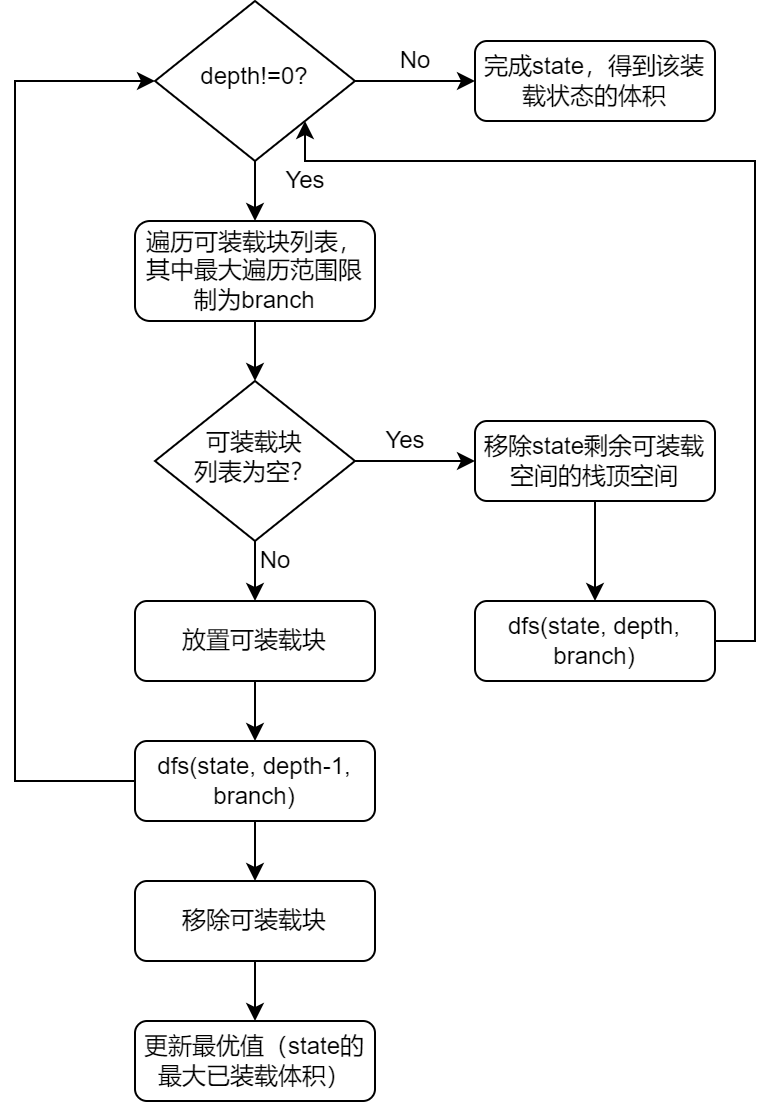 depth!=0?
No
完成state，得到该装
载状态的体积
Yes
遍历可装载块列表，
其中最大遍历范围限
制为branch
可装载块
列表为空?
Yes
移除state剩余可装载
空间的栈顶空间
No
放置可装载块
dfs(state, depth,
branch)
dfs(state, depth-1,
branch)
移除可装载块
更新最优值（state的
最大已装载体积）